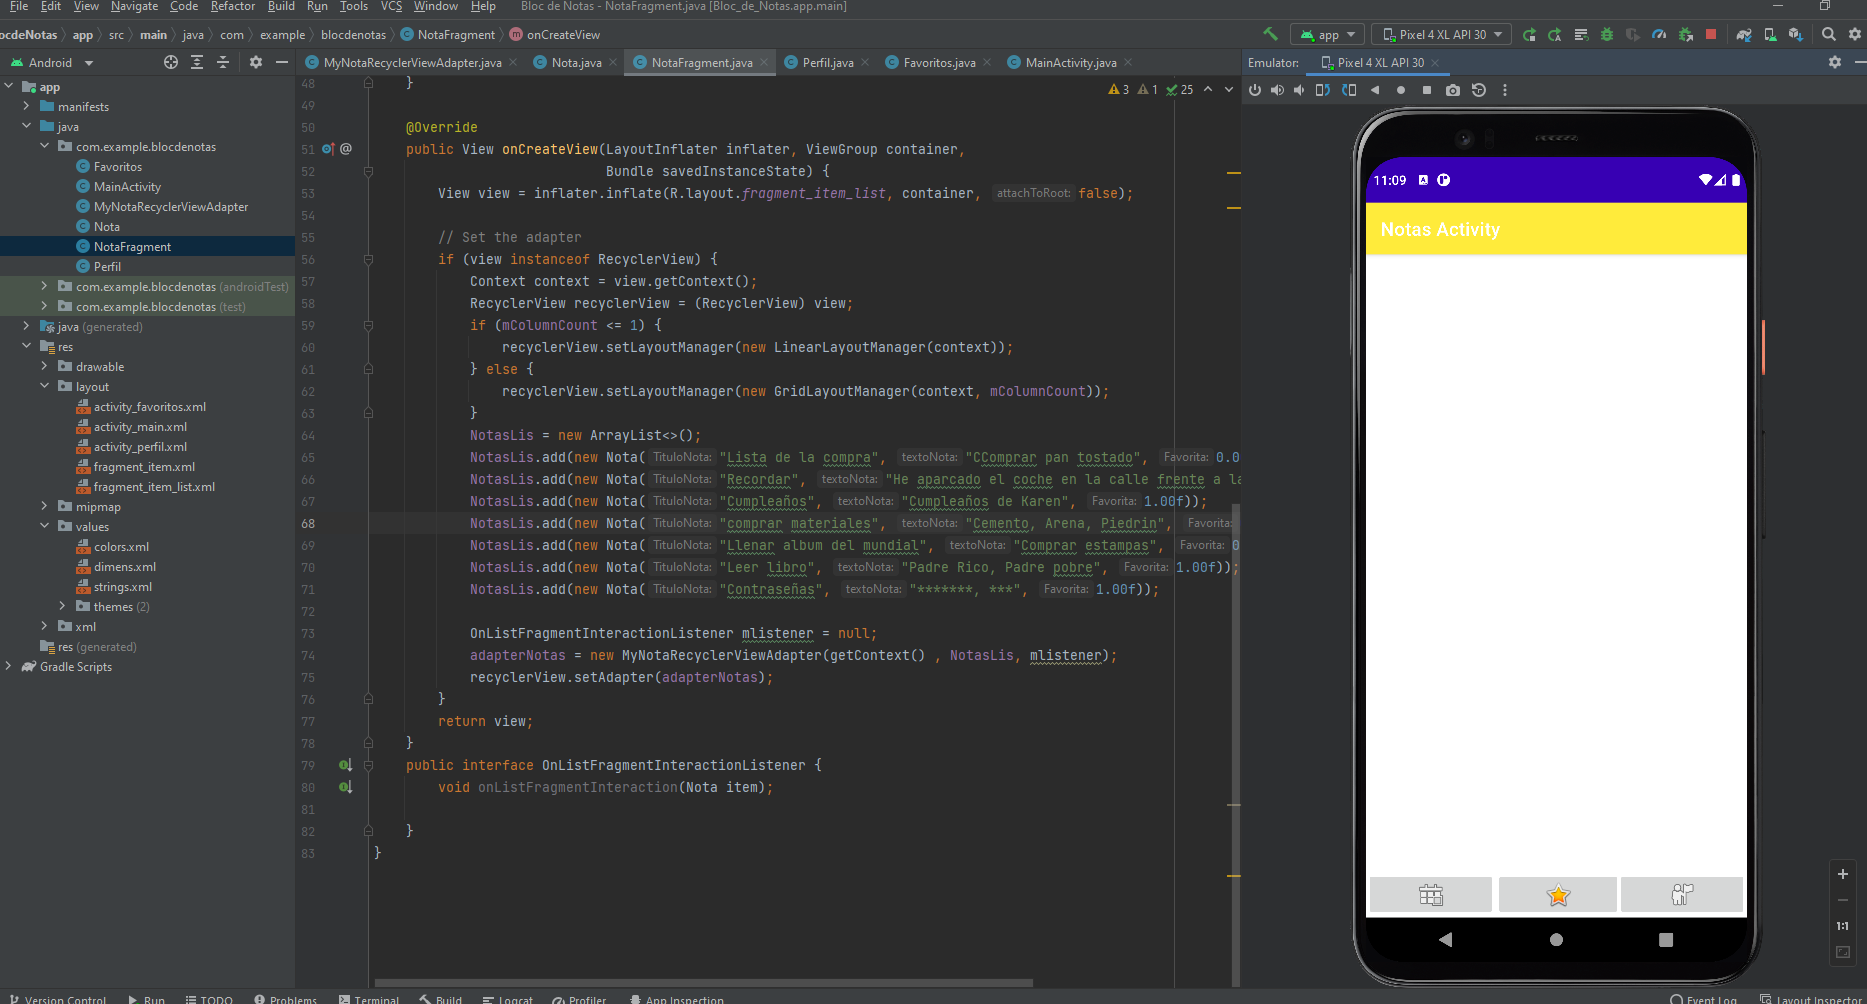 File Edit View Navigate Code Refactor Build Run Tools VCS Window Help Bloc de Notas - NotaFragment.java [Bloc_de_Notas.app.main]
ocdeNotas app src main java com example blocdenotas NotaFragment onCreateView app Pixel 4 XL API 30
Android
MyNotaRecyclerViewAdapter.java Nota.java NotaFragment.java Perfil.java Favoritos.java MainActivity.java
Emulator: Pixel 4 XL API 30
app
manifests
java
com.example.blocdenotas
Favoritos
MainActivity
MyNotaRecyclerViewAdapter
Nota
NotaFragment
Perfil
com.example.blocdenotas (androidTest)
com.example.blocdenotas (test)
java (generated)
res
drawable
layout
activity_favoritos.xml
activity_main.xml
activity_perfil.xml
fragment_item.xml
fragment_item_list.xml
mipmap
values
colors.xml
dimens.xml
strings.xml
themes (2)
xml
res (generated)
Gradle Scripts
3 1 25
48 }
49
50 @Override
51 @ public View onCreateView(LayoutInflater inflater, ViewGroup container,
52 Bundle savedInstanceState) {
53 View view = inflater.inflate(R.layout.fragment_item_list, container, attachToRoot: false);
54
55 // Set the adapter
56 if (view instanceof RecyclerView) {
57 Context context = view.getContext();
58 RecyclerView recyclerView = (RecyclerView) view;
59 if (mColumnCount <= 1) {
60 recyclerView.setLayoutManager(new LinearLayoutManager(context));
61 } else {
62 recyclerView.setLayoutManager(new GridLayoutManager(context, mColumnCount));
63 }
64 NotasLis = new ArrayList<>();
65 NotasLis.add(new Nota( TituloNota: "Lista de la compra", textoNota: "CComprar pan tostado", Favorita: 0.0
66 NotasLis.add(new Nota( TituloNota: "Recordar", textoNota: "He aparcado el coche en la calle frente a la
67 NotasLis.add(new Nota( TituloNota: "Cumpleaños", textoNota: "Cumpleaños de Karen", Favorita: 1.00f));
68 NotasLis.add(new Nota( TituloNota: "comprar materiales", textoNota: "Cemento, Arena, Piedrin", Favorita:
69 NotasLis.add(new Nota( TituloNota: "Llenar album del mundial", textoNota: "Comprar estampas", Favorita: 0
70 NotasLis.add(new Nota( TituloNota: "Leer libro", textoNota: "Padre Rico, Padre pobre", Favorita: 1.00f));
71 NotasLis.add(new Nota( TituloNota: "Contraseñas", textoNota: "*******, ***", Favorita: 1.00f));
72
73 OnListFragmentInteractionListener mlistener = null;
74 adapterNotas = new MyNotaRecyclerViewAdapter(getContext() , NotasLis, mlistener);
75 recyclerView.setAdapter(adapterNotas);
76 }
77 return view;
78 }
79 public interface OnListFragmentInteractionListener {
80 void onListFragmentInteraction(Nota item);
81
82 }
83 }
11:09
Notas Activity
1:1
Version Control Run TODO Problems Terminal Build Logcat Profiler App Inspection Event Log Layout Inspector